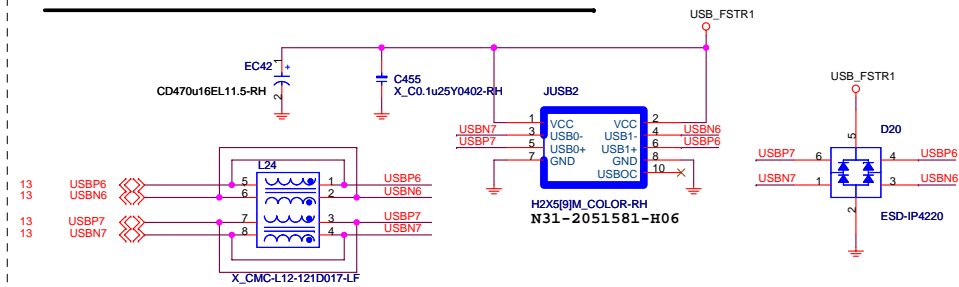 USB_FSTR1
EC42
1
+
2
CD470u16EL11.5-RH
C455
X_C0.1u25Y0402-RH
JUSB2
1 VCC VCC 2
USBN7 3 USB0- USB1- 4 USBN6
USBP7 5 USB0+ USB1+ 6 USBP6
7 GND GND 8
USBOC 10
H2X5[9]M_COLOR-RH
N31-2051581-H06
USB_FSTR1
5
D20
USBP7 6 4 USBP6
USBN7 1 3 USBN6
2
ESD-IP4220
L24
13 USBP6 5 1 USBP6
13 USBN6 6 2 USBN6
13 USBP7 7 3 USBP7
13 USBN7 8 4 USBN7
X_CMC-L12-121D017-LF